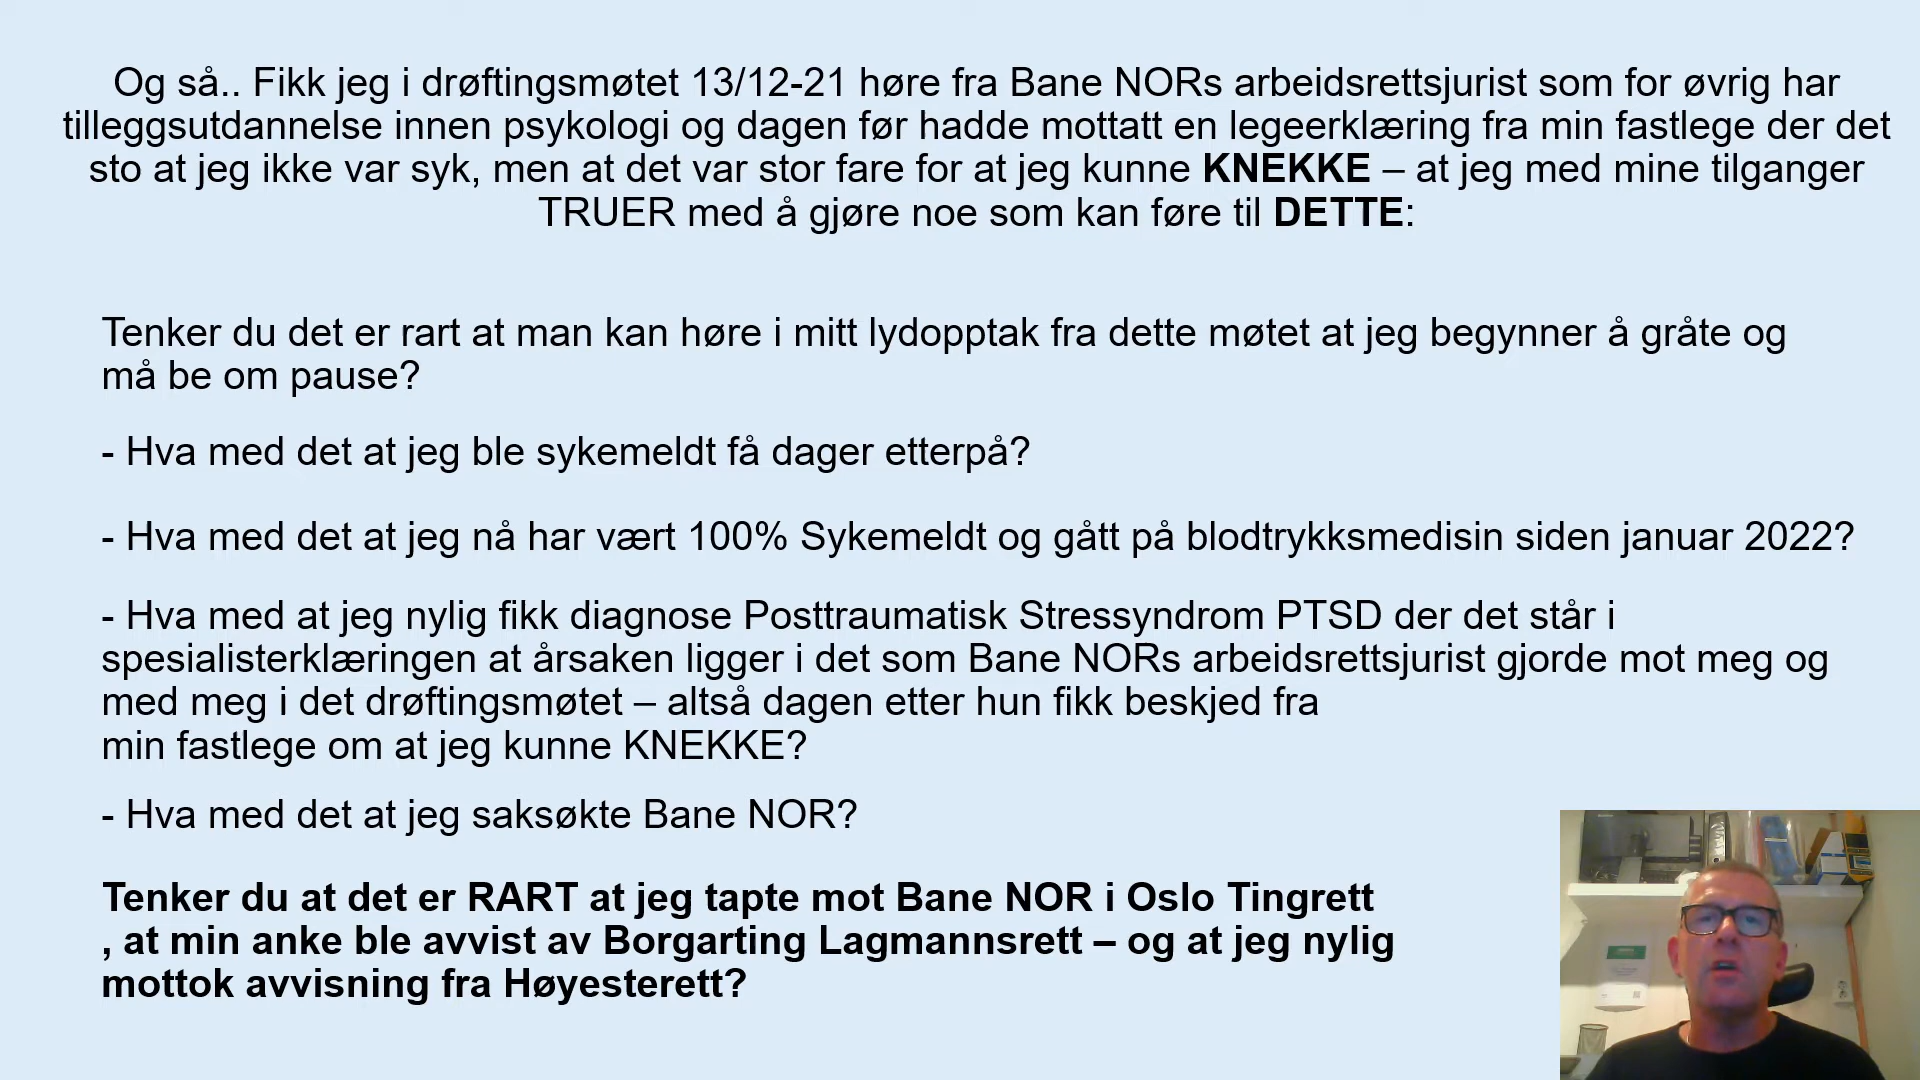 Og så.. Fikk jeg i drøftingsmøtet 13/12-21 høre fra Bane NORs arbeidsrettsjurist som for øvrig har
tilleggsutdannelse innen psykologi og dagen før hadde mottatt en legeerklæring fra min fastlege der det
sto at jeg ikke var syk, men at det var stor fare for at jeg kunne KNEKKE – at jeg med mine tilganger
TRUER med å gjøre noe som kan føre til DETTE:
Tenker du det er rart at man kan høre i mitt lydopptak fra dette møtet at jeg begynner å gråte og
må be om pause?
- Hva med det at jeg ble sykemeldt få dager etterpå?
- Hva med det at jeg nå har vært 100% Sykemeldt og gått på blodtrykksmedisin siden januar 2022?
- Hva med at jeg nylig fikk diagnose Posttraumatisk Stressyndrom PTSD der det står i
spesialisterklæringen at årsaken ligger i det som Bane NORs arbeidsrettsjurist gjorde mot meg og
med meg i det drøftingsmøtet – altså dagen etter hun fikk beskjed fra
min fastlege om at jeg kunne KNEKKE?
- Hva med det at jeg saksøkte Bane NOR?
Tenker du at det er RART at jeg tapte mot Bane NOR i Oslo Tingrett
, at min anke ble avvist av Borgarting Lagmannsrett – og at jeg nylig
mottok avvisning fra Høyesterett?